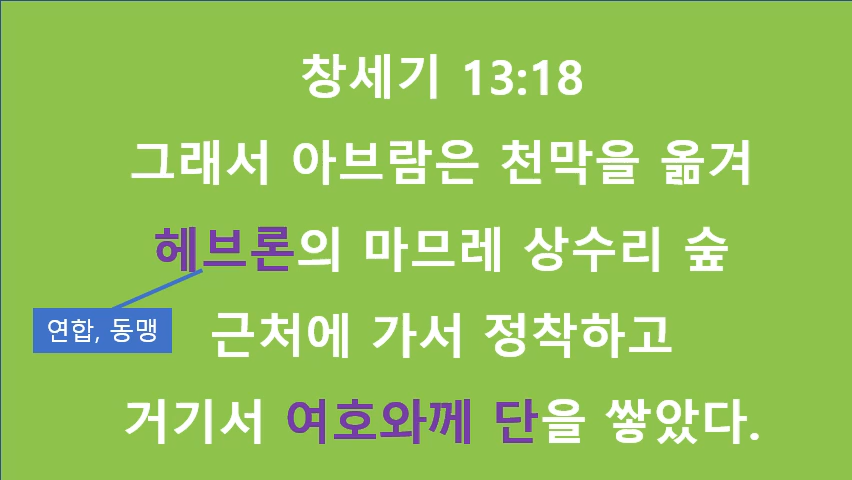 창세기 13:18
그래서 아브람은 천막을 옮겨
헤브론의 마므레 상수리 숲
연합, 동맹
근처에 가서 정착하고
거기서 여호와께 단을 쌓았다.